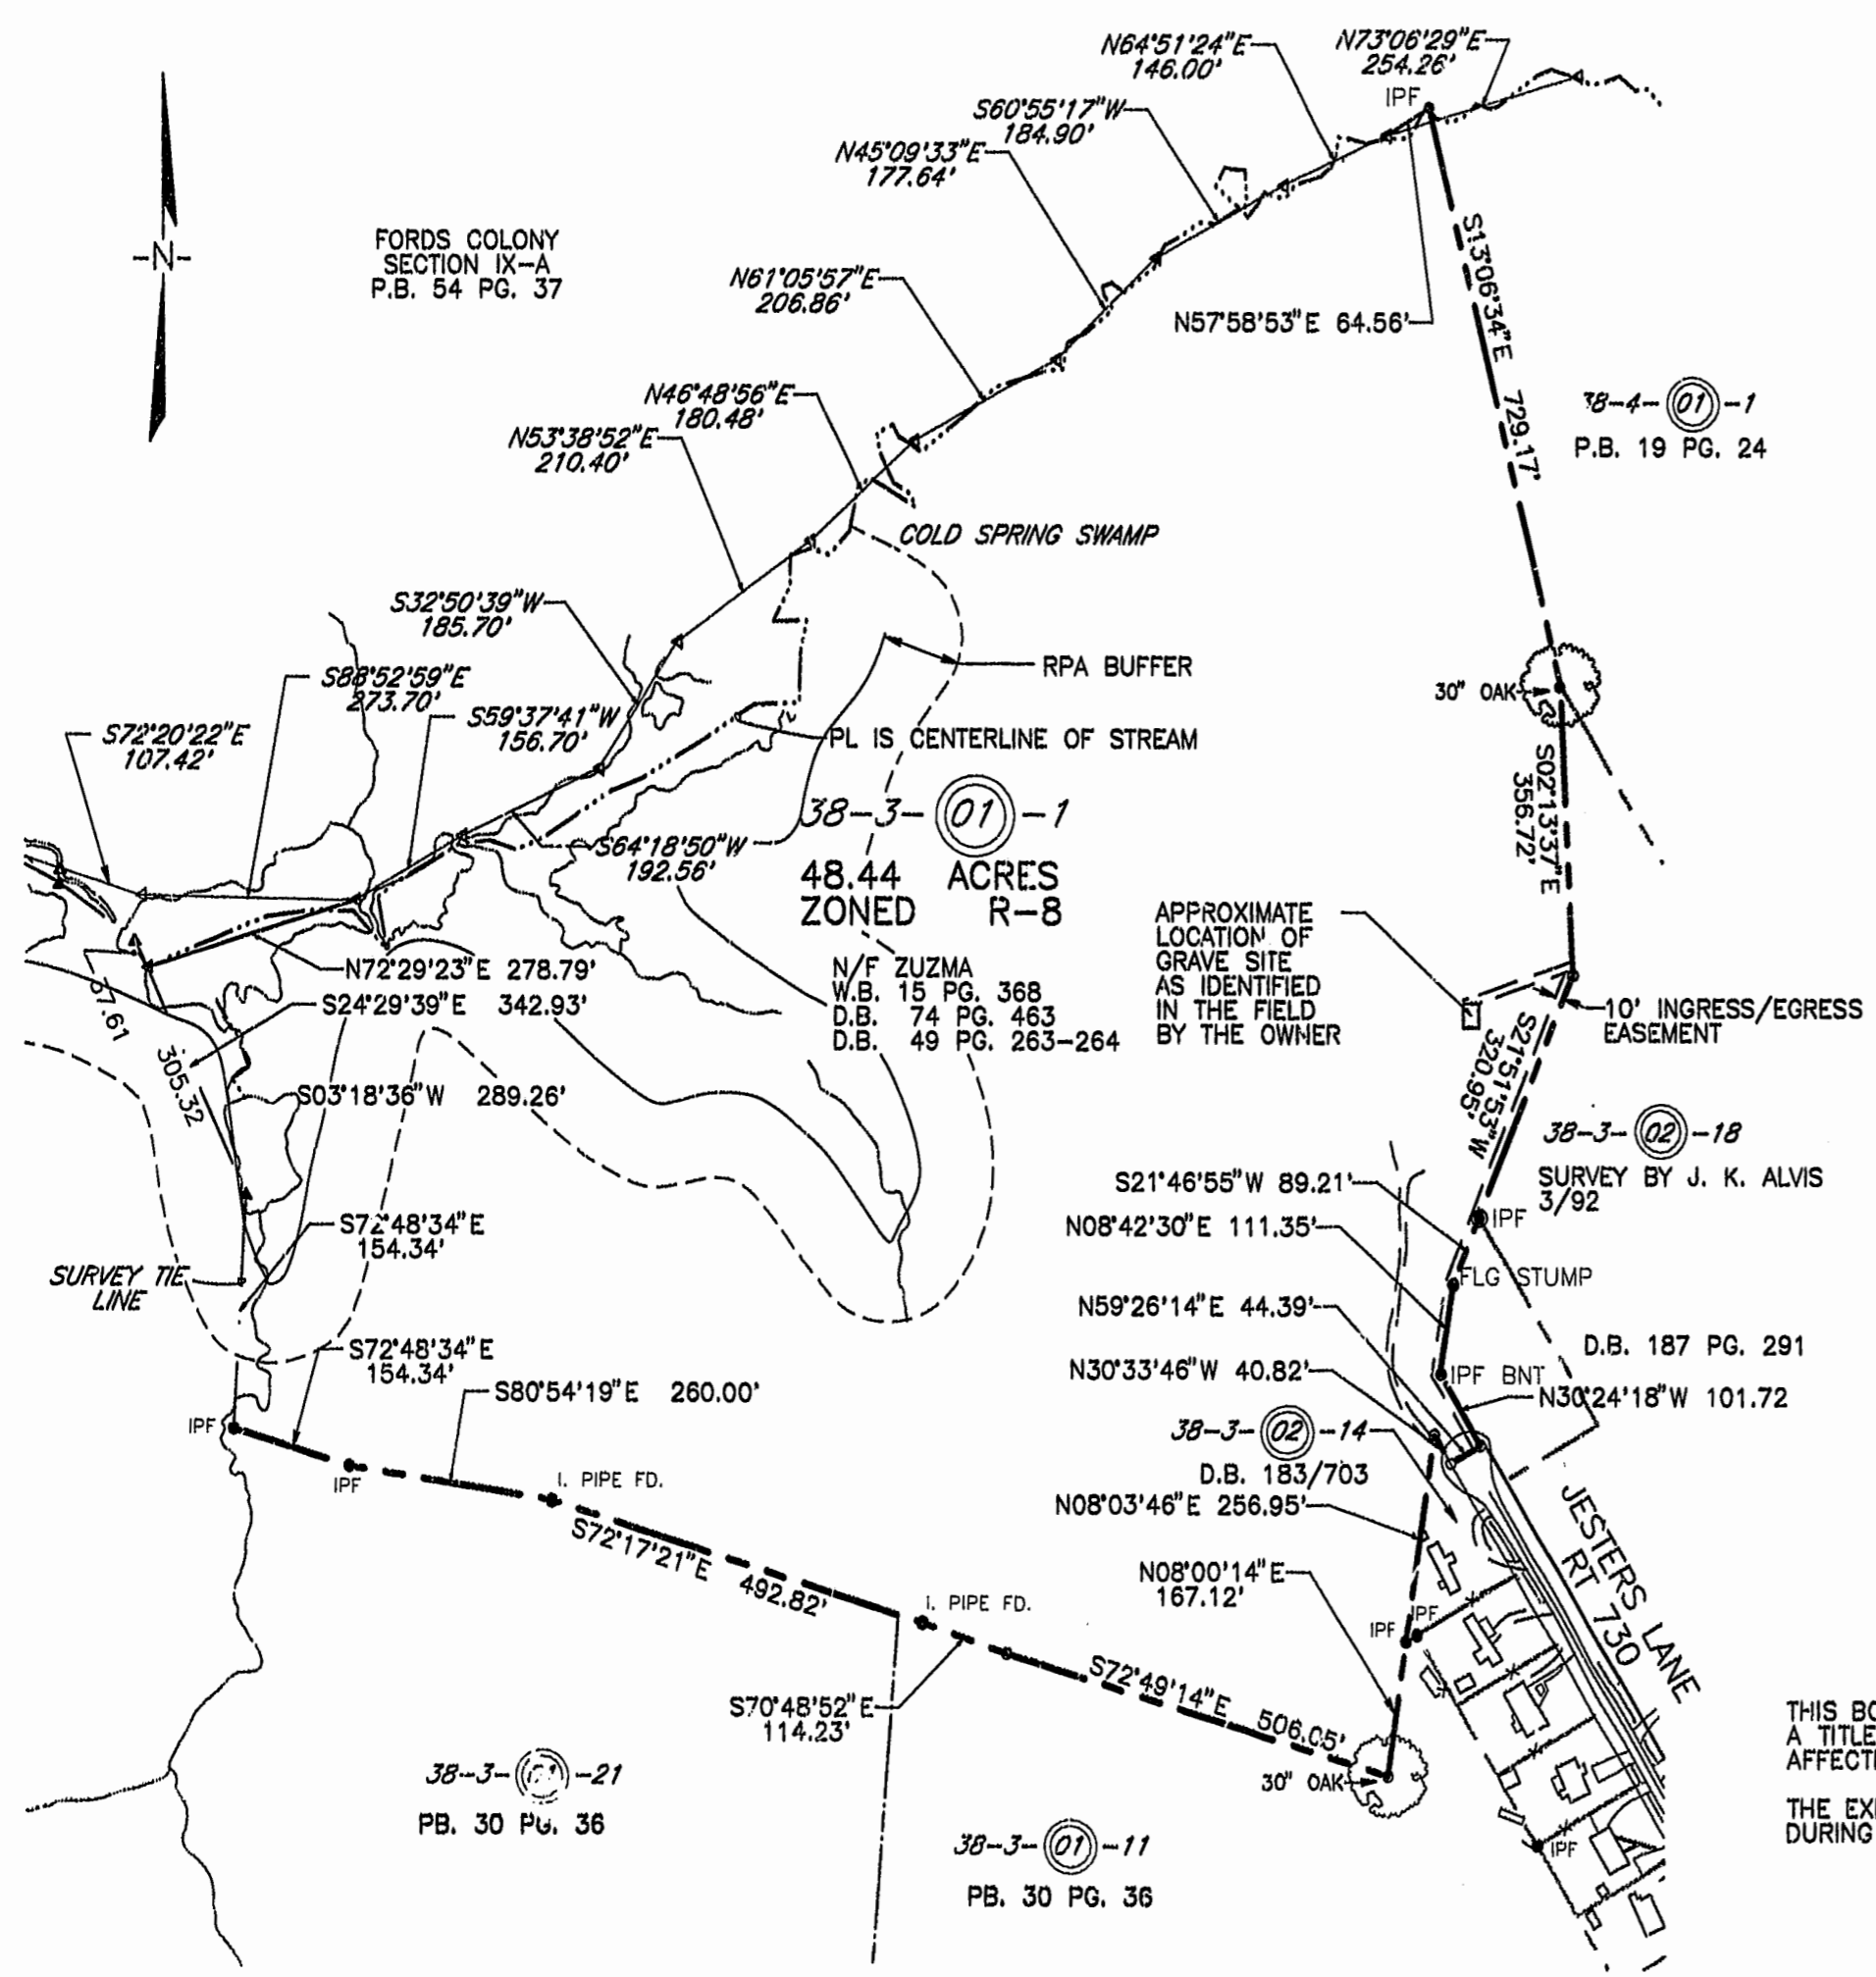 N64°51'24"E
146.00'
N73°06'29"E
254.26'
IPF
S60°55'17"W
184.90'
N45°09'33"E
177.64'
-N-
FORDS COLONY
SECTION IX-A
P.B. 54 PG. 37
N61°05'57"E
206.86'
N57°58'53"E 64.56'
S13°06'34"E 729.17'
38-4-01-1
P.B. 19 PG. 24
N46°48'56"E
180.48'
N53°38'52"E
210.40'
COLD SPRING SWAMP
S32°50'39"W
185.70'
RPA BUFFER
30" OAK
S88°52'59"E
273.70'
S59°37'41"W
156.70'
S72°20'22"E
107.42'
PL IS CENTERLINE OF STREAM
S02°13'37"E
356.72'
38-3-01-1
S64°18'50"W
192.56'
48.44 ACRES
ZONED R-8
APPROXIMATE
LOCATION OF
GRAVE SITE
AS IDENTIFIED
IN THE FIELD
BY THE OWNER
N/F ZUZMA
W.B. 15 PG. 368
D.B. 74 PG. 463
D.B. 49 PG. 263-264
N72°29'23"E 278.79'
S24°29'39"E 342.93'
10' INGRESS/EGRESS
EASEMENT
37.61
305.32
S21°51'53"W
320.95'
S03°18'36"W 289.26'
38-3-02-18
SURVEY BY J. K. ALVIS
3/92
S21°46'55"W 89.21'
IPF
N08°42'30"E 111.35'
S72°48'34"E
154.34'
SURVEY TIE
LINE
FLG STUMP
N59°26'14"E 44.39'
D.B. 187 PG. 291
S72°48'34"E
154.34'
N30°33'46"W 40.82'
IPF BNT
S80°54'19"E 260.00'
N30°24'18"W 101.72
IPF
38-3-02-14
D.B. 183/703
IPF
I. PIPE FD.
N08°03'46"E 256.95'
JESTERS LANE
RT 730
S72°17'21"E 492.82'
N08°00'14"E
167.12'
I. PIPE FD.
IPF
IPF
S72°49'14"E 506.05'
S70°48'52"E
114.23'
30" OAK
38-3-01-21
PB. 30 PG. 36
38-3-01-11
PB. 30 PG. 36
IPF
THIS BO
A TITLE
AFFECT
THE EX
DURING